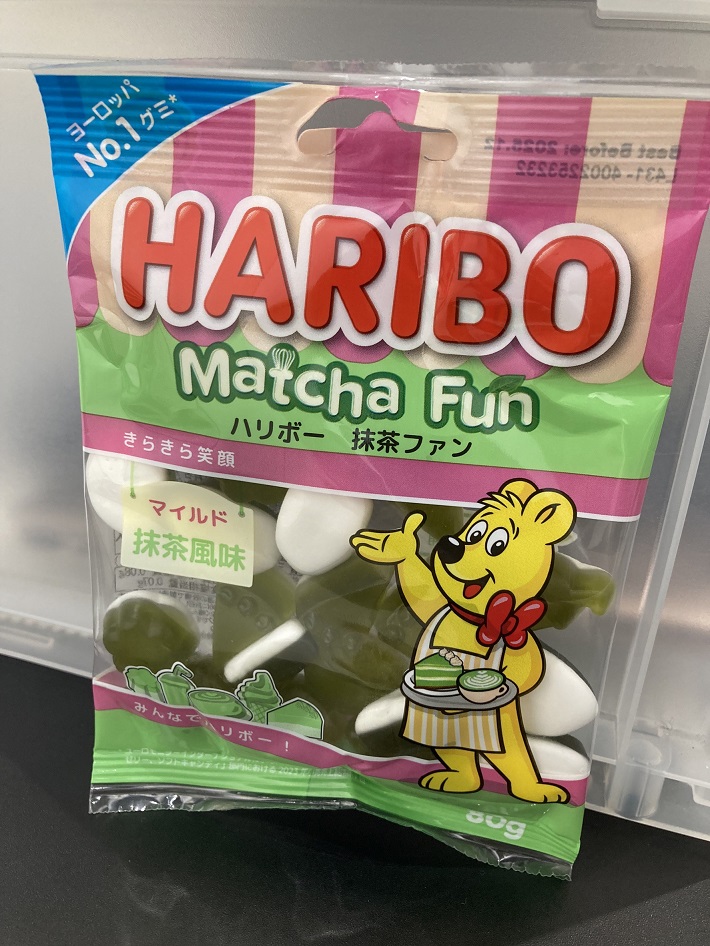 ヨーロッパ
No.1グミ*
Best Before: 2025.12
L431-4002253232
HARIBO
Matcha Fun
ハリボー 抹茶ファン
きらきら笑顔
マイルド
抹茶風味
みんなでハリボー!
80g